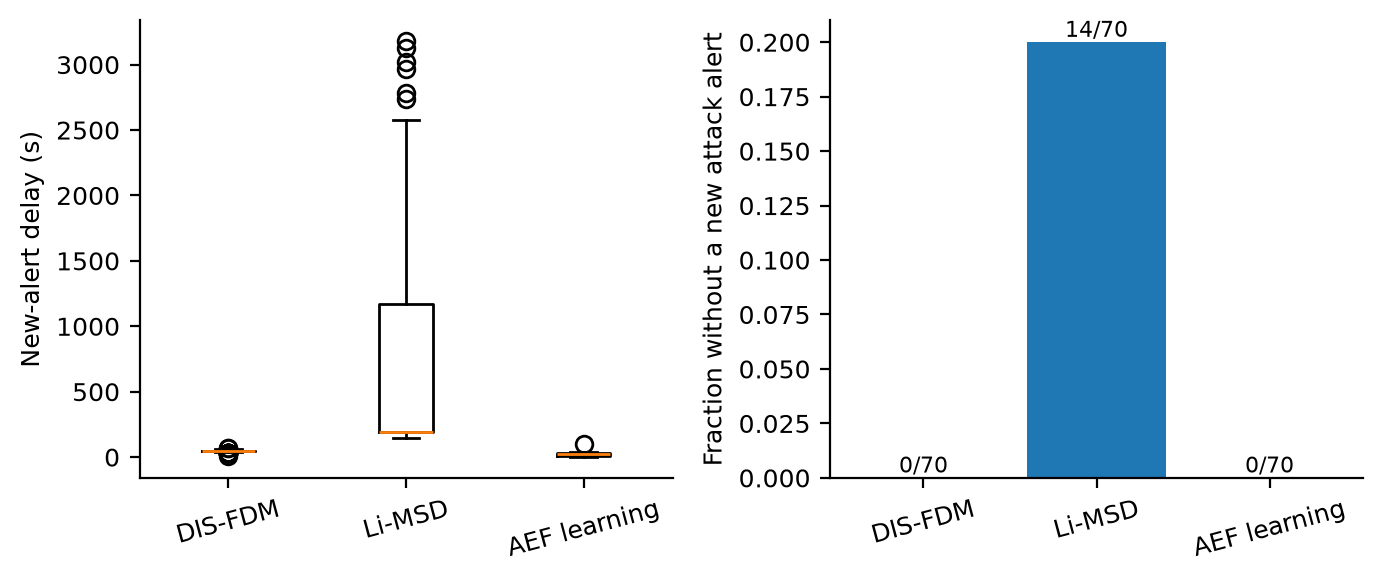 New-alert delay (s)
3000
2500
2000
1500
1000
500
0
DIS-FDM
Li-MSD
AEF learning
Fraction without a new attack alert
0.200
0.175
0.150
0.125
0.100
0.075
0.050
0.025
0.000
0/70
14/70
0/70
DIS-FDM
Li-MSD
AEF learning